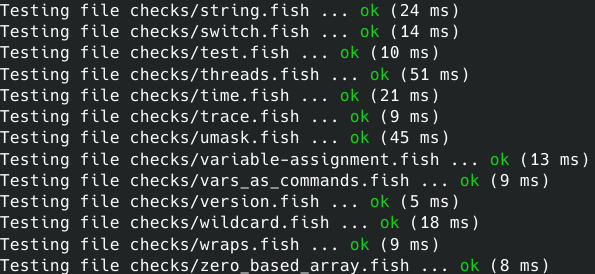 Testing file checks/string.fish ... ok (24 ms)
Testing file checks/switch.fish ... ok (14 ms)
Testing file checks/test.fish ... ok (10 ms)
Testing file checks/threads.fish ... ok (51 ms)
Testing file checks/time.fish ... ok (21 ms)
Testing file checks/trace.fish ... ok (9 ms)
Testing file checks/umask.fish ... ok (45 ms)
Testing file checks/variable-assignment.fish ... ok (13 ms)
Testing file checks/vars_as_commands.fish ... ok (9 ms)
Testing file checks/version.fish ... ok (5 ms)
Testing file checks/wildcard.fish ... ok (18 ms)
Testing file checks/wraps.fish ... ok (9 ms)
Testing file checks/zero_based_array.fish ... ok (8 ms)